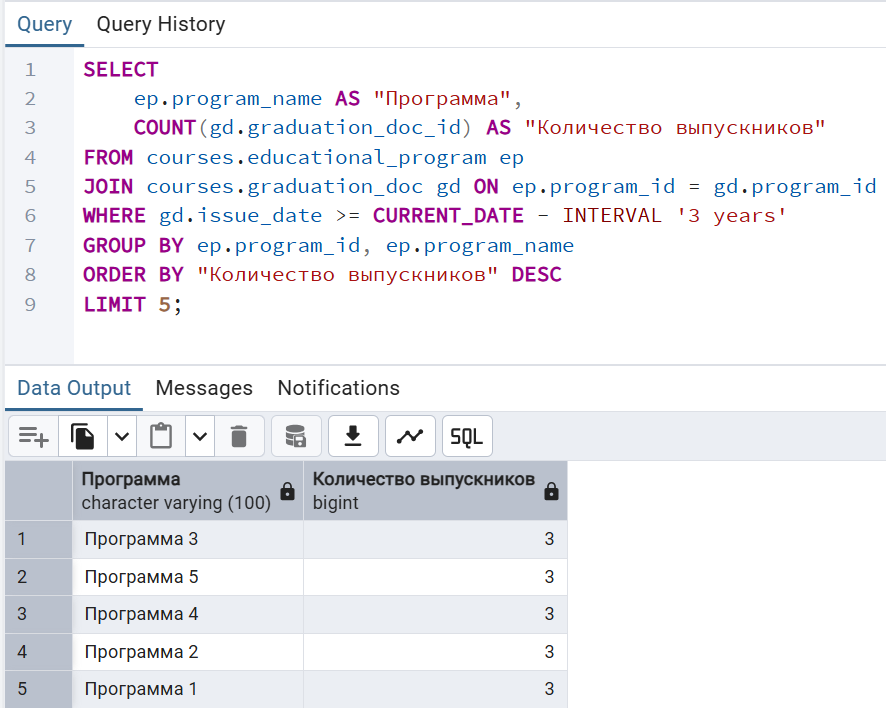 Query Query History
1 SELECT
2 ep.program_name AS "Программа",
3 COUNT(gd.graduation_doc_id) AS "Количество выпускников"
4 FROM courses.educational_program ep
5 JOIN courses.graduation_doc gd ON ep.program_id = gd.program_id
6 WHERE gd.issue_date >= CURRENT_DATE - INTERVAL '3 years'
7 GROUP BY ep.program_id, ep.program_name
8 ORDER BY "Количество выпускников" DESC
9 LIMIT 5;
Data Output Messages Notifications
SQL
Программа Количество выпускников
character varying (100) bigint
1 Программа 3 3
2 Программа 5 3
3 Программа 4 3
4 Программа 2 3
5 Программа 1 3